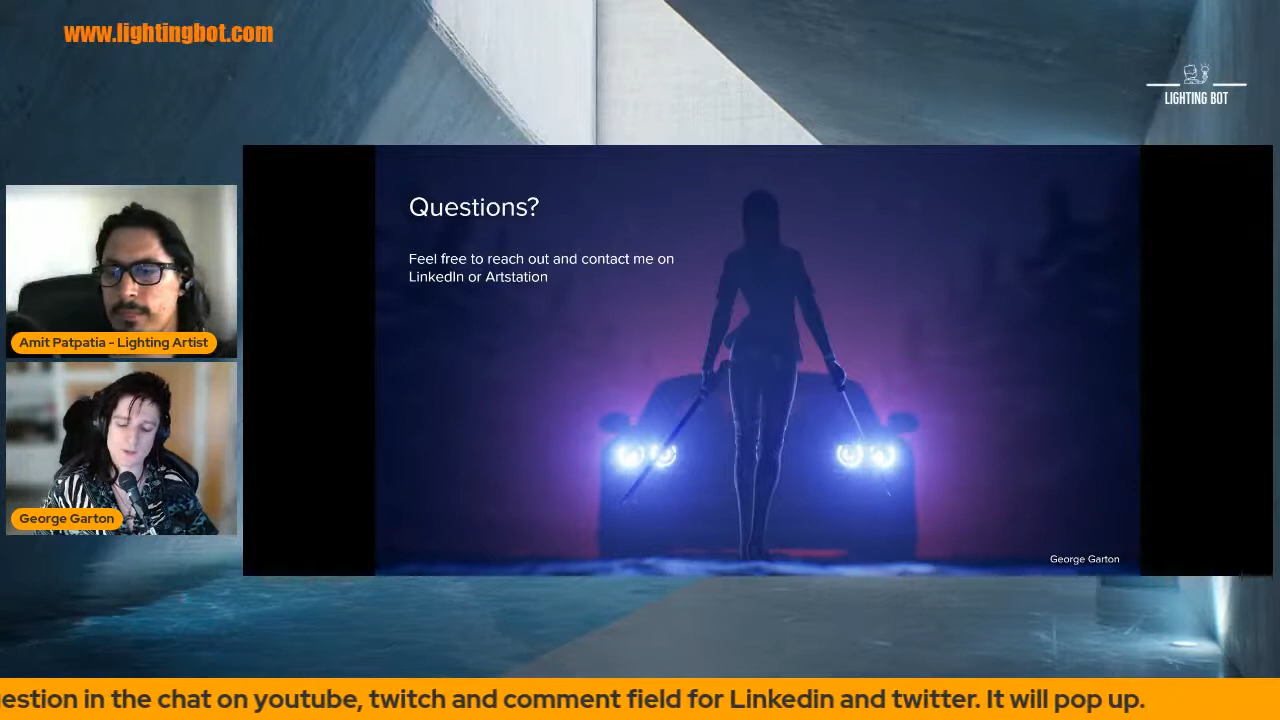 www.lightingbot.com
LIGHTING BOT
Questions?
Feel free to reach out and contact me on
LinkedIn or Artstation
Amit Patpatia - Lighting Artist
George Garton
George Garton
in the chat on youtube, twitch and comment field for Linkedin and twitter. It will pop up.